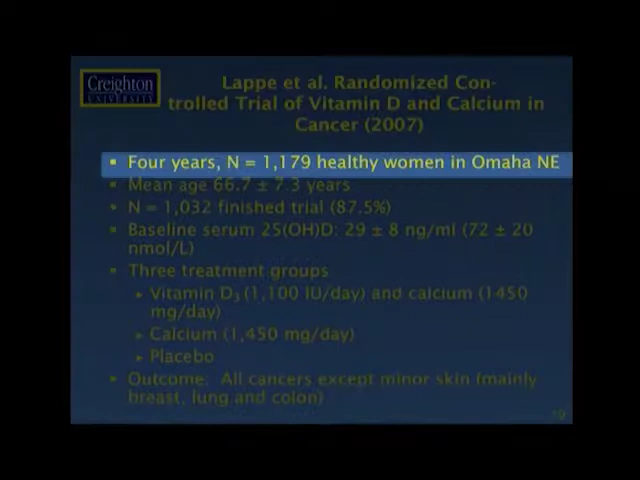 Creighton
UNIVERSITY
Lappe et al. Randomized Con-
trolled Trial of Vitamin D and Calcium in
Cancer (2007)
▪ Four years, N = 1,179 healthy women in Omaha NE
▪ Mean age 66.7 ± 7.3 years
▪ N = 1,032 finished trial (87.5%)
▪ Baseline serum 25(OH)D: 29 ± 8 ng/ml (72 ± 20
nmol/L)
▪ Three treatment groups
▸ Vitamin D₃ (1,100 IU/day) and calcium (1450
mg/day)
▸ Calcium (1,450 mg/day)
▸ Placebo
▪ Outcome: All cancers except minor skin (mainly
breast, lung and colon)